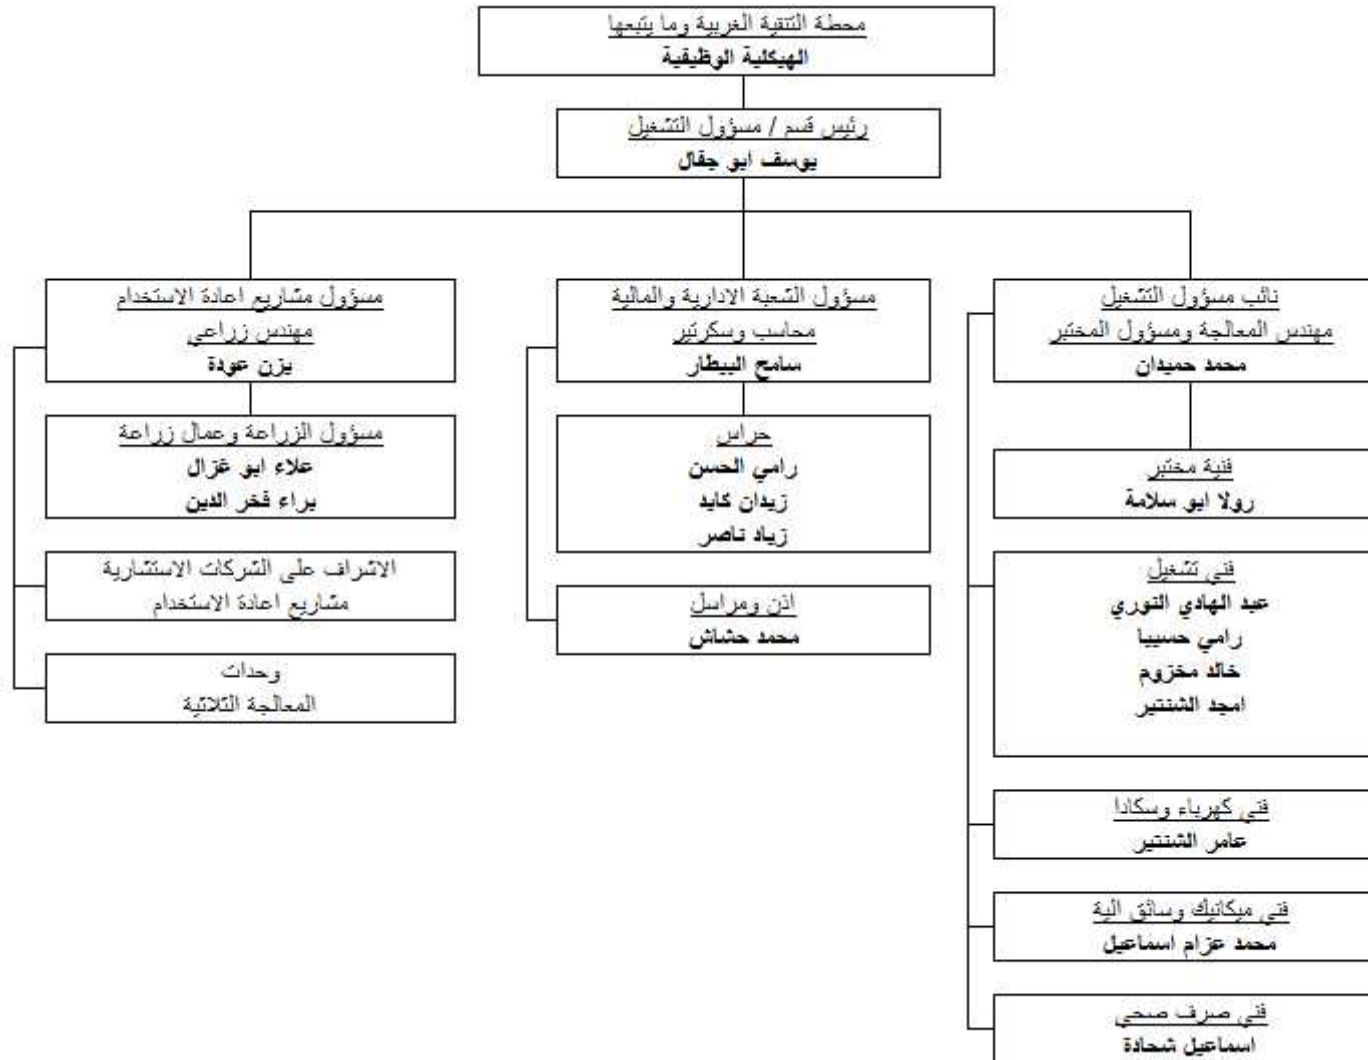 محطة التنقية الغربية وما يتبعها
الهيكلية الوظيفية
رئيس قسم / مسؤول التشغيل
يوسف ابو جفال
نائب مسؤول التشغيل
مهندس المعالجة ومسؤول المختبر
محمد حميدان
فنية مختبر
رولا ابو سلامة
فني تشغيل
عبد الهادي التوري
رامي حسيبا
خالد مخزوم
امجد الشنتير
فني كهرباء وسكادا
عامر الشنتير
فني ميكانيك وسائق الية
محمد عزام اسماعيل
فني صرف صحي
اسماعيل شحادة
مسؤول الشعبة الادارية والمالية
محاسب وسكرتير
سامح البيطار
حراس
رامي الحسن
زيدان كايد
زياد ناصر
اذن ومراسل
محمد حشاش
مسؤول مشاريع اعادة الاستخدام
مهندس زراعي
يزن عودة
مسؤول الزراعة وعمال زراعة
علاء ابو غزال
براء فخر الدين
الاشراف على الشركات الاستشارية
مشاريع اعادة الاستخدام
وحدات
المعالجة الثلاثية